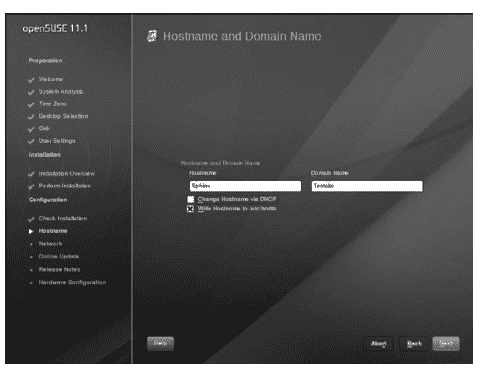 openSUSE 11.1
Hostname and Domain Name
Preparation
Welcome
System Analysis
Time Zone
Desktop Selection
Disk
User Settings
Installation
Installation Overview
Perform Installation
Configuration
Check Installation
Hostname
Network
Online Update
Release Notes
Hardware Configuration
Hostname and Domain Name
Hostname
Domain Name
Change Hostname via DHCP
Write Hostname to /etc/hosts
Help
Abort
Back
Next